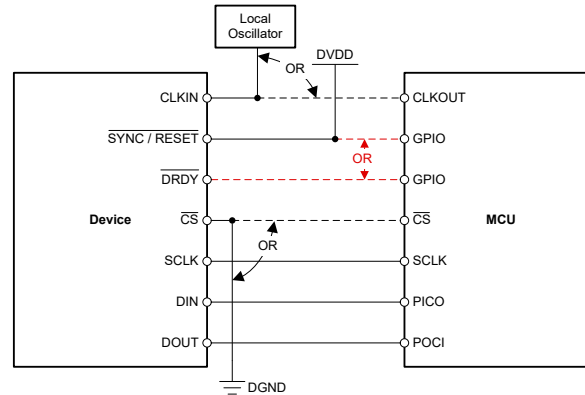 Local
Oscillator
DVDD
OR
CLKIN
CLKOUT
SYNC / RESET
GPIO
OR
DRDY
GPIO
Device
CS
CS
MCU
OR
SCLK
SCLK
DIN
PICO
DOUT
POCI
DGND